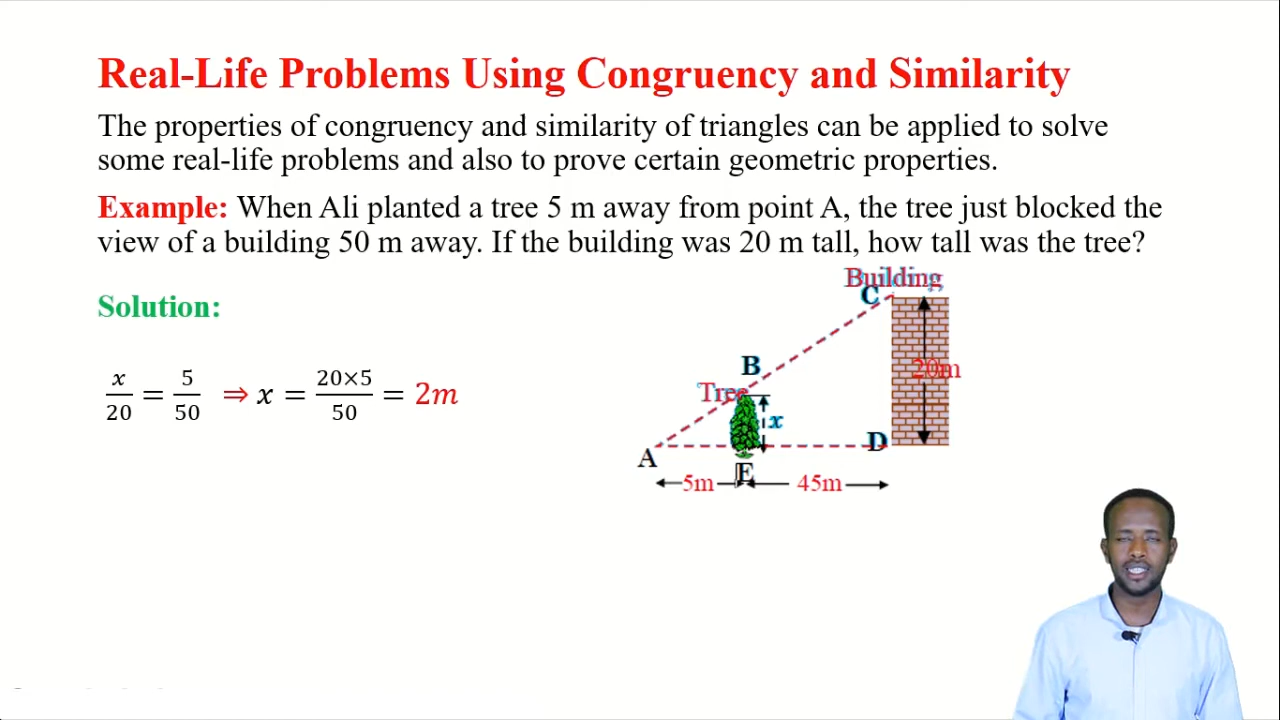 Real-Life Problems Using Congruency and Similarity
The properties of congruency and similarity of triangles can be applied to solve
some real-life problems and also to prove certain geometric properties.
Example: When Ali planted a tree 5 m away from point A, the tree just blocked the
view of a building 50 m away. If the building was 20 m tall, how tall was the tree?
Solution:
x/20 = 5/50 ⇒ x = 20×5/50 = 2m
Building
C
B
20m
Tree
x
A
D
E
5m
45m